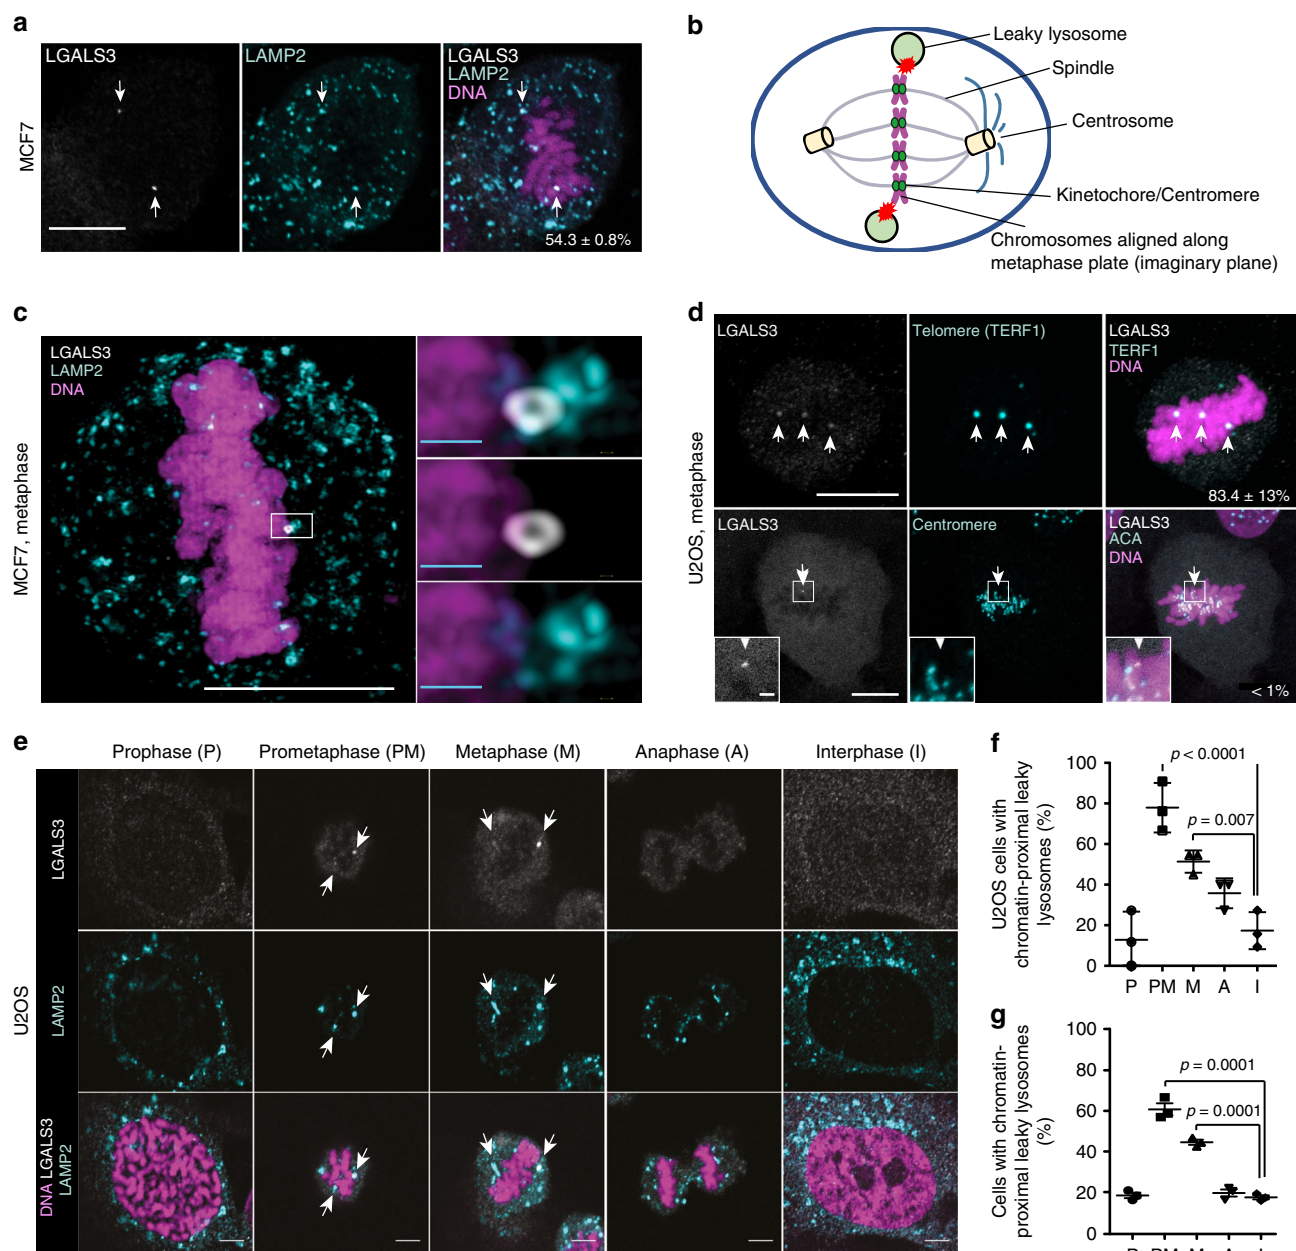 a
LGALS3
LAMP2
LGALS3
LAMP2
DNA
MCF7
54.3 ± 0.8%
b
Leaky lysosome
Spindle
Centrosome
Kinetochore/Centromere
Chromosomes aligned along
metaphase plate (imaginary plane)
c
LGALS3
LAMP2
DNA
MCF7, metaphase
d
LGALS3
Telomere (TERF1)
LGALS3
TERF1
DNA
83.4 ± 13%
U2OS, metaphase
LGALS3
Centromere
LGALS3
ACA
DNA
< 1%
e
Prophase (P)
Prometaphase (PM)
Metaphase (M)
Anaphase (A)
Interphase (I)
LGALS3
LAMP2
DNA LGALS3
LAMP2
U2OS
f
U2OS cells with
chromatin-proximal leaky
lysosomes (%)
100
80
60
40
20
0
p < 0.0001
p = 0.007
P
PM
M
A
I
g
Cells with chromatin-
proximal leaky lysosomes
(%)
100
80
60
40
20
0
p = 0.0001
p = 0.0001
P
PM
M
A
I